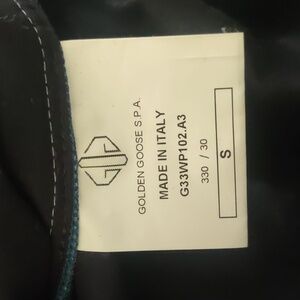 GOLDEN GOOSE S.P.A.
MADE IN ITALY
G33WP102.A3
330 / 30
S